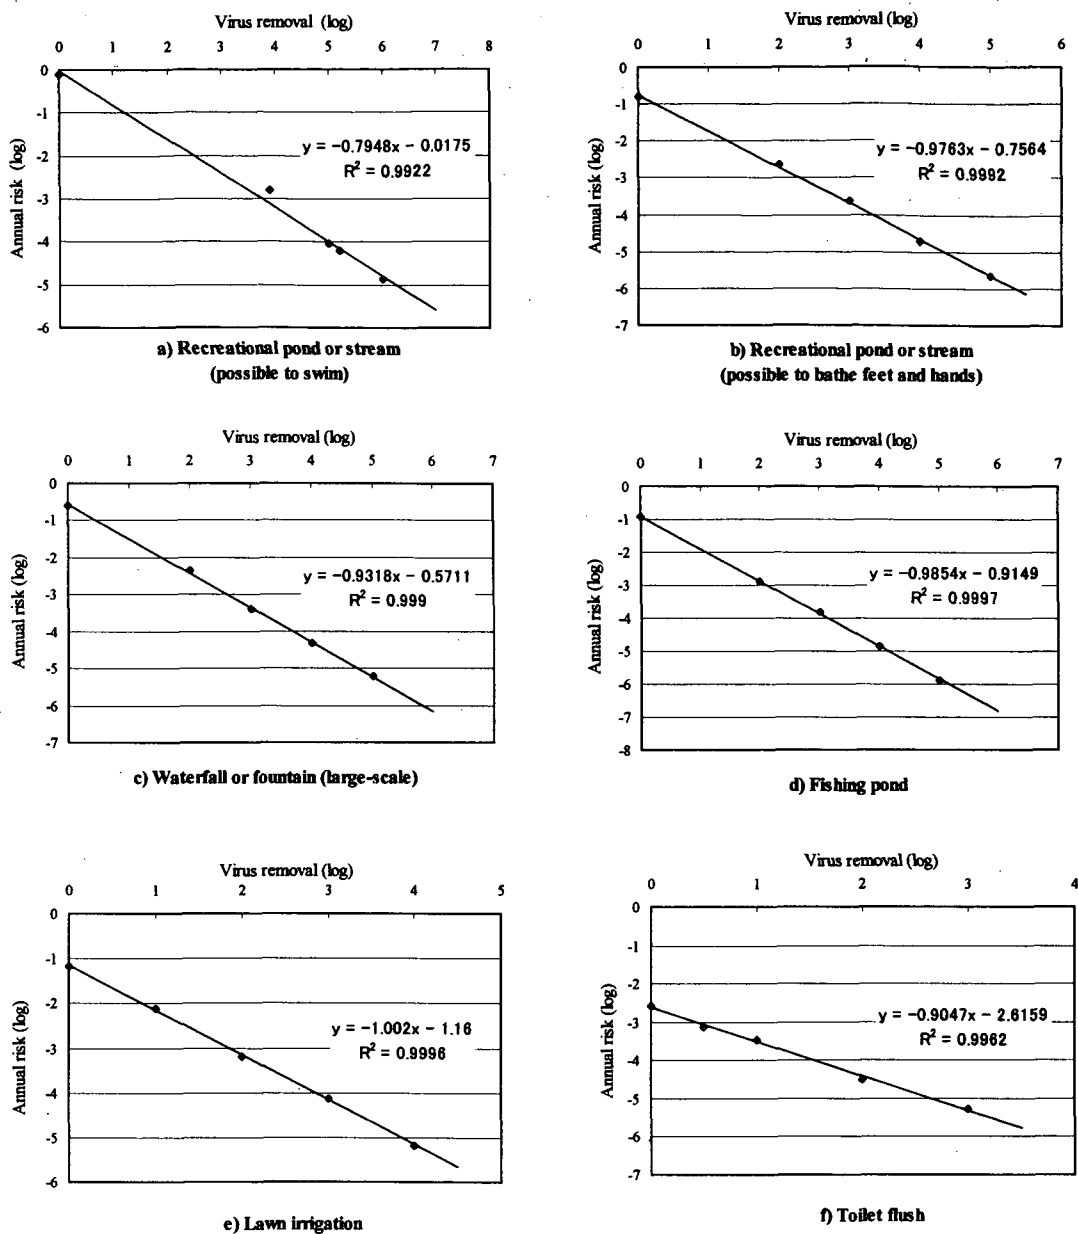 Virus removal (log)
0 1 2 3 4 5 6 7 8
0
-1
-2
-3
-4
-5
-6
Annual risk (log)
y = -0.7948x - 0.0175
R² = 0.9922
a) Recreational pond or stream
(possible to swim)
Virus removal (log)
0 1 2 3 4 5 6
0
-1
-2
-3
-4
-5
-6
-7
Annual risk (log)
y = -0.9763x - 0.7564
R² = 0.9992
b) Recreational pond or stream
(possible to bathe feet and hands)
Virus removal (log)
0 1 2 3 4 5 6 7
0
-1
-2
-3
-4
-5
-6
-7
Annual risk (log)
y = -0.9318x - 0.5711
R² = 0.999
c) Waterfall or fountain (large-scale)
Virus removal (log)
0 1 2 3 4 5 6 7
0
-1
-2
-3
-4
-5
-6
-7
-8
Annual risk (log)
y = -0.9854x - 0.9149
R² = 0.9997
d) Fishing pond
Virus removal (log)
0 1 2 3 4 5
0
-1
-2
-3
-4
-5
-6
Annual risk (log)
y = -1.002x - 1.16
R² = 0.9996
e) Lawn irrigation
Virus removal (log)
0 1 2 3 4
0
-1
-2
-3
-4
-5
-6
-7
Annual risk (log)
y = -0.9047x - 2.6159
R² = 0.9962
f) Toilet flush